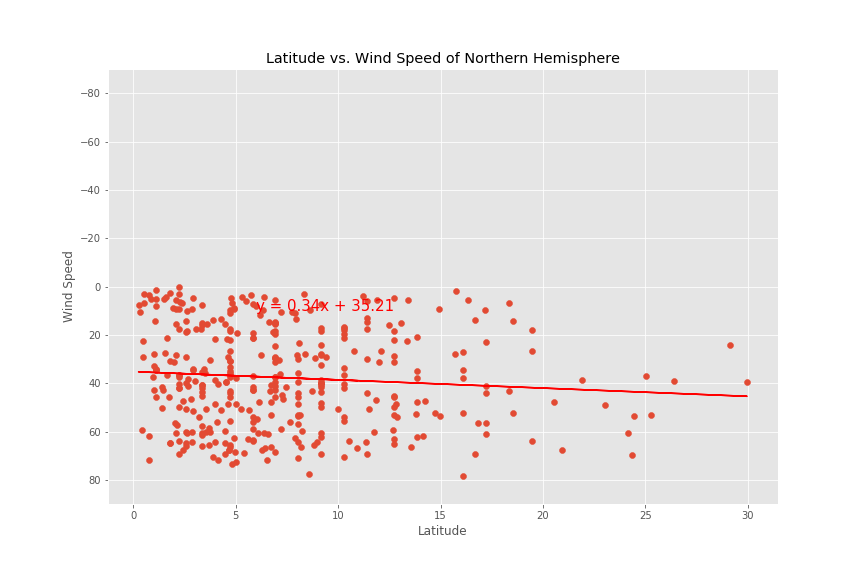 Latitude vs. Wind Speed of Northern Hemisphere
−80
−60
−40
−20
0
20
40
60
80
Wind Speed
y = 0.34x + 35.21
0 5 10 15 20 25 30
Latitude